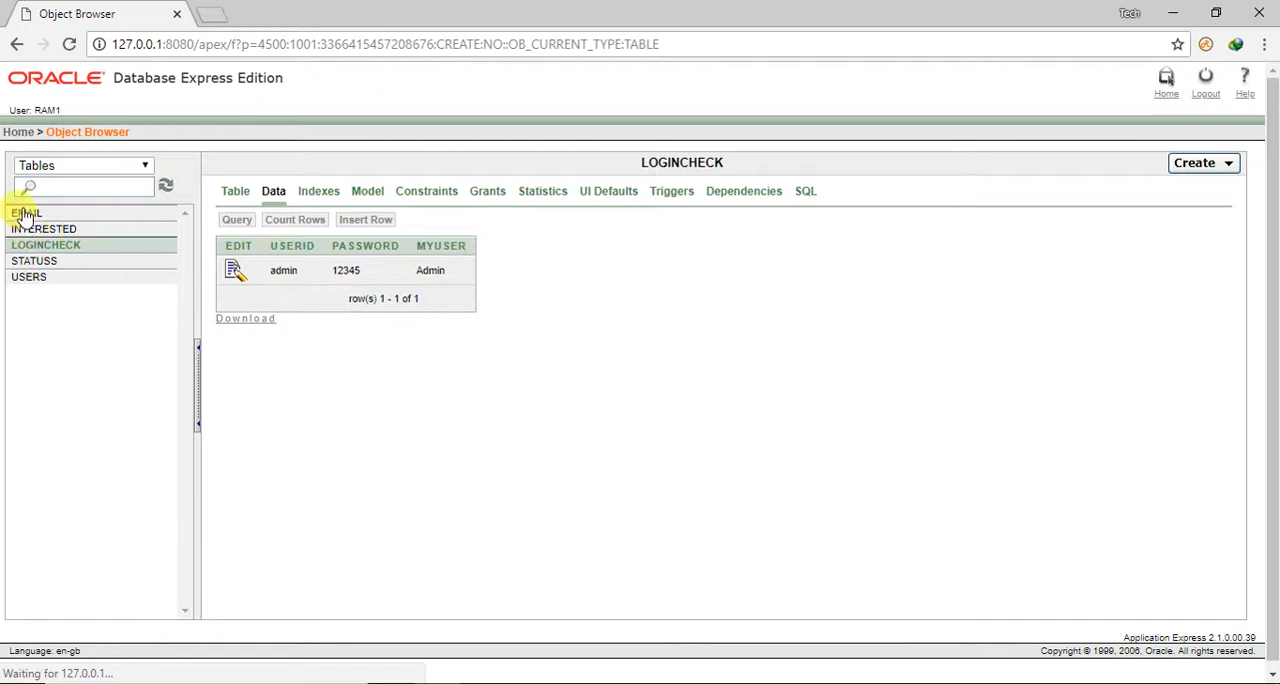 Object Browser
Tech
127.0.0.1:8080/apex/f?p=4500:1001:3366415457208676:CREATE:NO::OB_CURRENT_TYPE:TABLE
ORACLE Database Express Edition
Home Logout Help
User: RAM1
Home > Object Browser
Tables
LOGINCHECK
Create
Table Data Indexes Model Constraints Grants Statistics UI Defaults Triggers Dependencies SQL
Query Count Rows Insert Row
EMAIL
INTERESTED
LOGINCHECK
STATUSS
USERS
EDIT USERID PASSWORD MYUSER
admin 12345 Admin
row(s) 1 - 1 of 1
Download
Application Express 2.1.0.00.39
Language: en-gb
Copyright © 1999, 2006, Oracle. All rights reserved.
Waiting for 127.0.0.1...